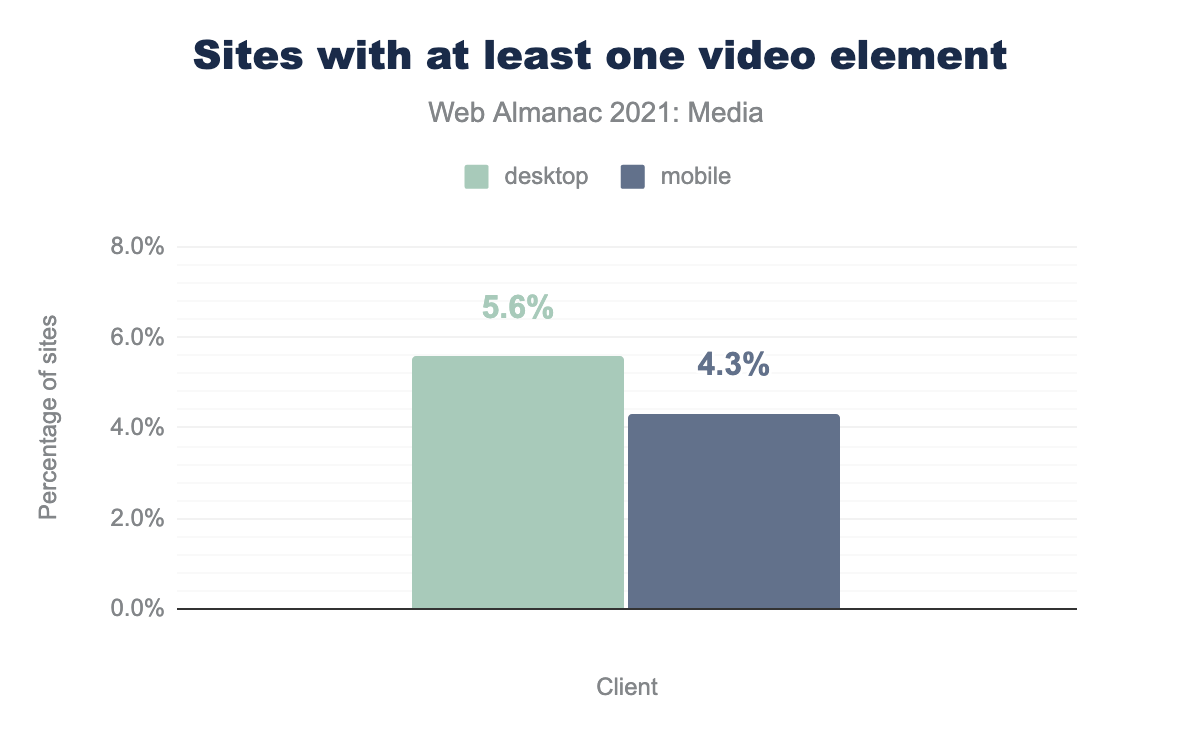 Sites with at least one video element
Web Almanac 2021: Media
desktop
mobile
8.0%
6.0%
4.0%
2.0%
0.0%
Percentage of sites
5.6%
4.3%
Client